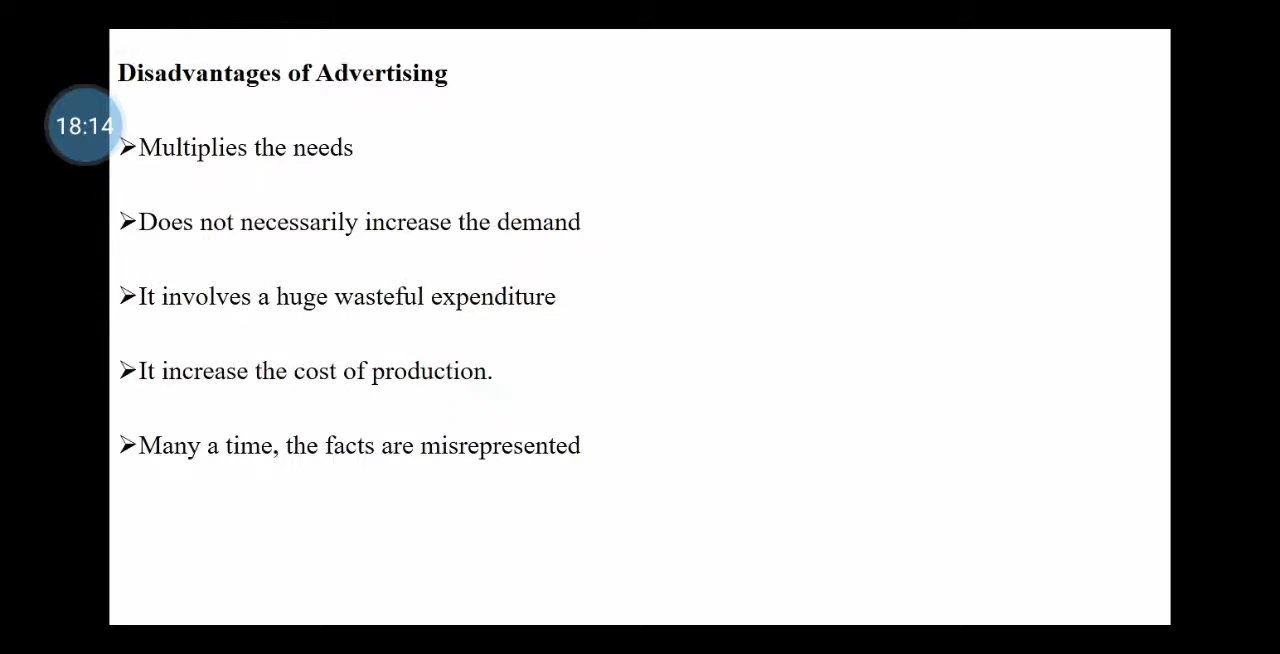 Disadvantages of Advertising
18:14
➢Multiplies the needs
➢Does not necessarily increase the demand
➢It involves a huge wasteful expenditure
➢It increase the cost of production.
➢Many a time, the facts are misrepresented